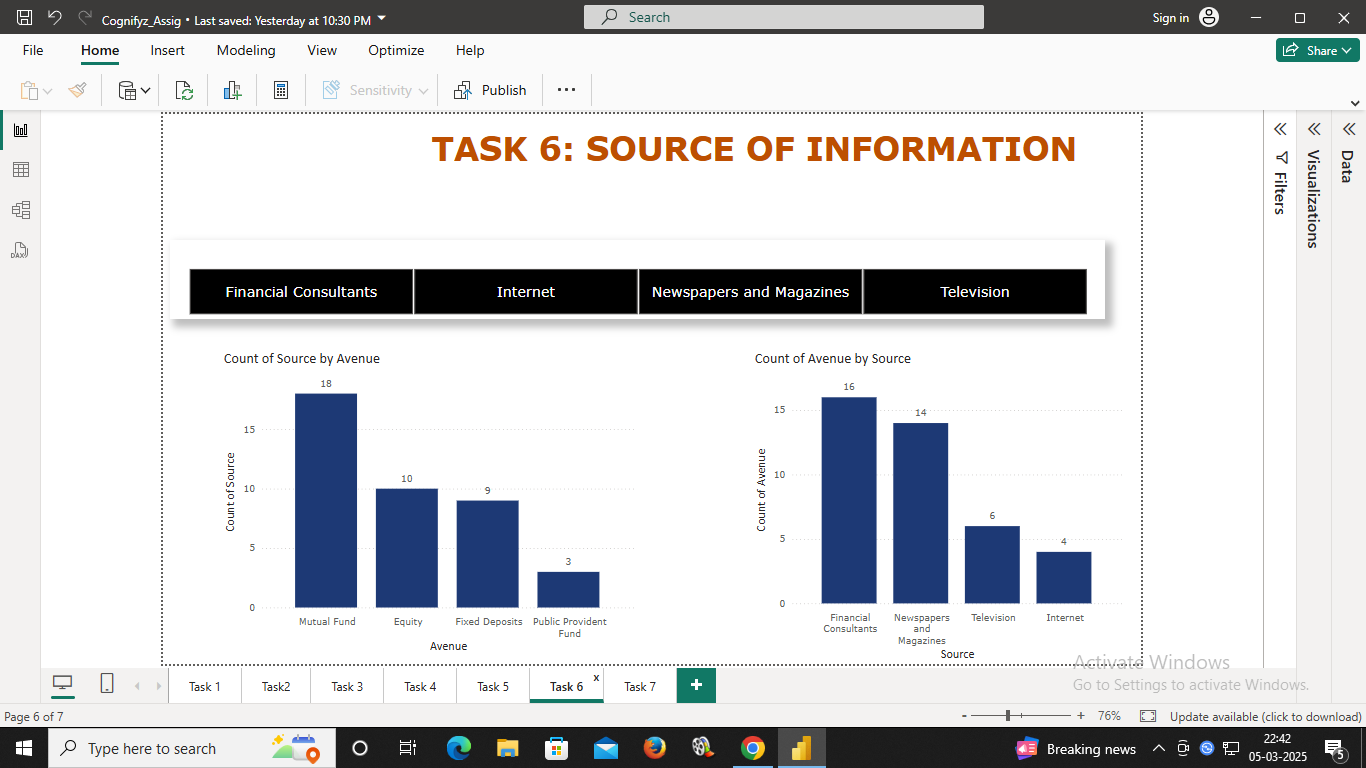 Cognifyz_Assig • Last saved: Yesterday at 10:30 PM
Search
Sign in
File Home Insert Modeling View Optimize Help
Share
Sensitivity
Publish
TASK 6: SOURCE OF INFORMATION
Financial Consultants
Internet
Newspapers and Magazines
Television
Count of Source by Avenue
18
15
10
9
10
5
3
0
Count of Source
Mutual Fund
Equity
Fixed Deposits
Public Provident
Fund
Avenue
Count of Avenue by Source
16
15
14
10
6
5
4
0
Count of Avenue
Financial
Consultants
Newspapers
and
Magazines
Television
Internet
Source
Filters
Visualizations
Data
DAX
Activate Windows
Go to Settings to activate Windows.
Task 1
Task2
Task 3
Task 4
Task 5
Task 6
x
Task 7
+
Page 6 of 7
- + 76%
Update available (click to download)
Type here to search
Breaking news
22:42
05-03-2025
5